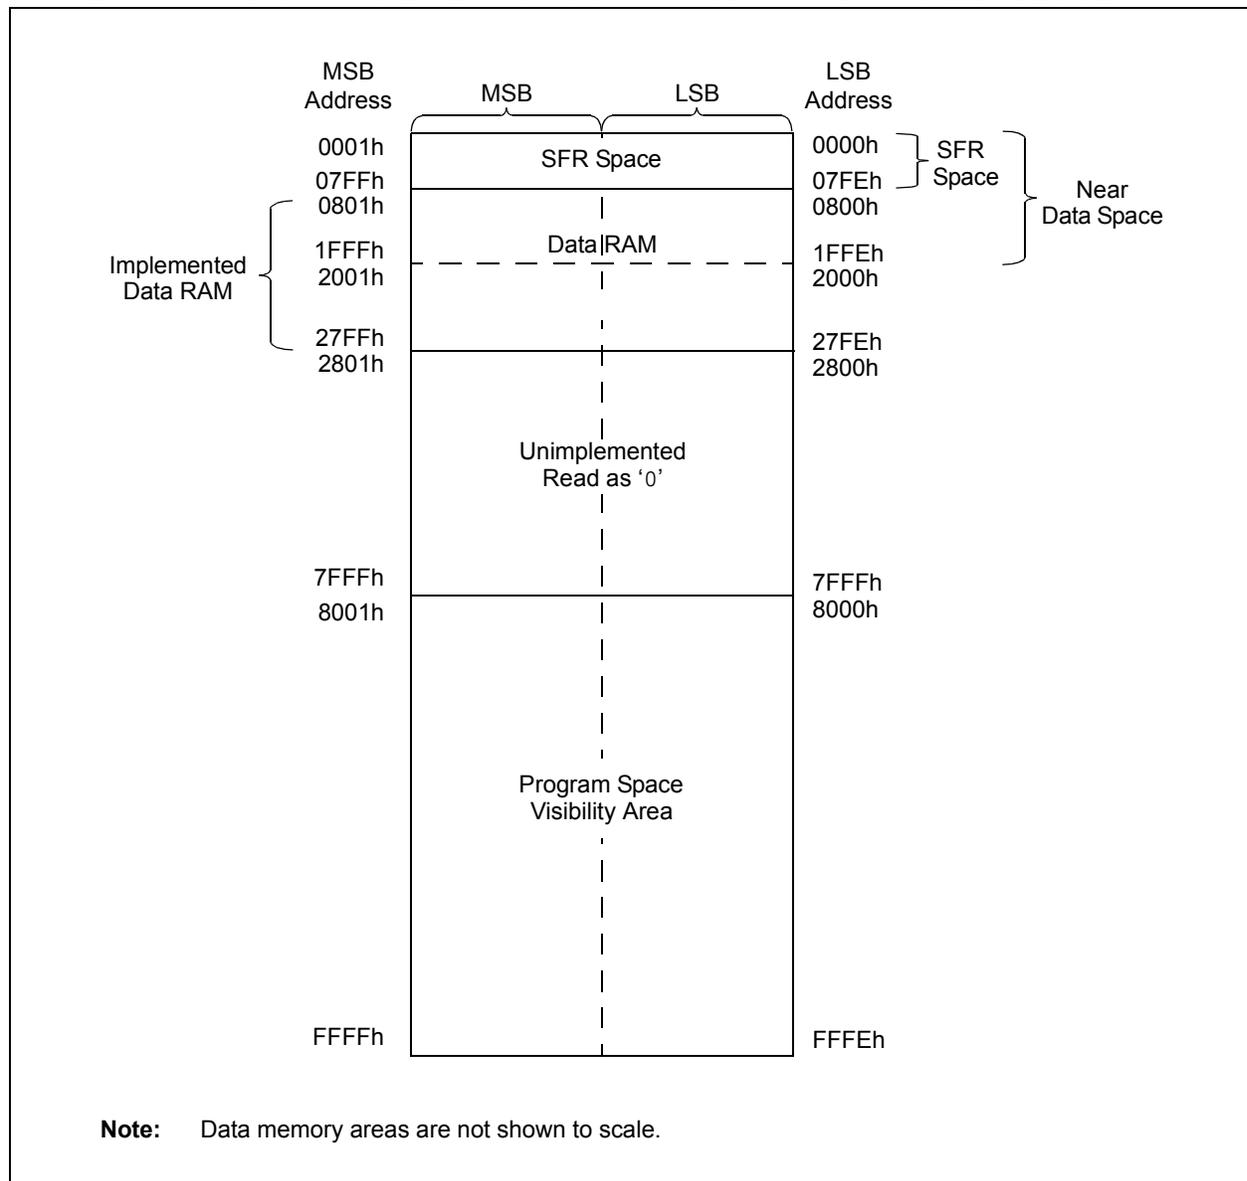 MSB
Address
MSB
LSB
LSB
Address
0001h
SFR Space
0000h
SFR
Space
07FFh
07FEh
Near
Data Space
0801h
0800h
Implemented
Data RAM
1FFFh
Data RAM
1FFEh
2001h
2000h
27FFh
27FEh
2801h
2800h
Unimplemented
Read as ‘0’
7FFFh
7FFFh
8001h
8000h
Program Space
Visibility Area
FFFFh
FFFEh
Note: Data memory areas are not shown to scale.